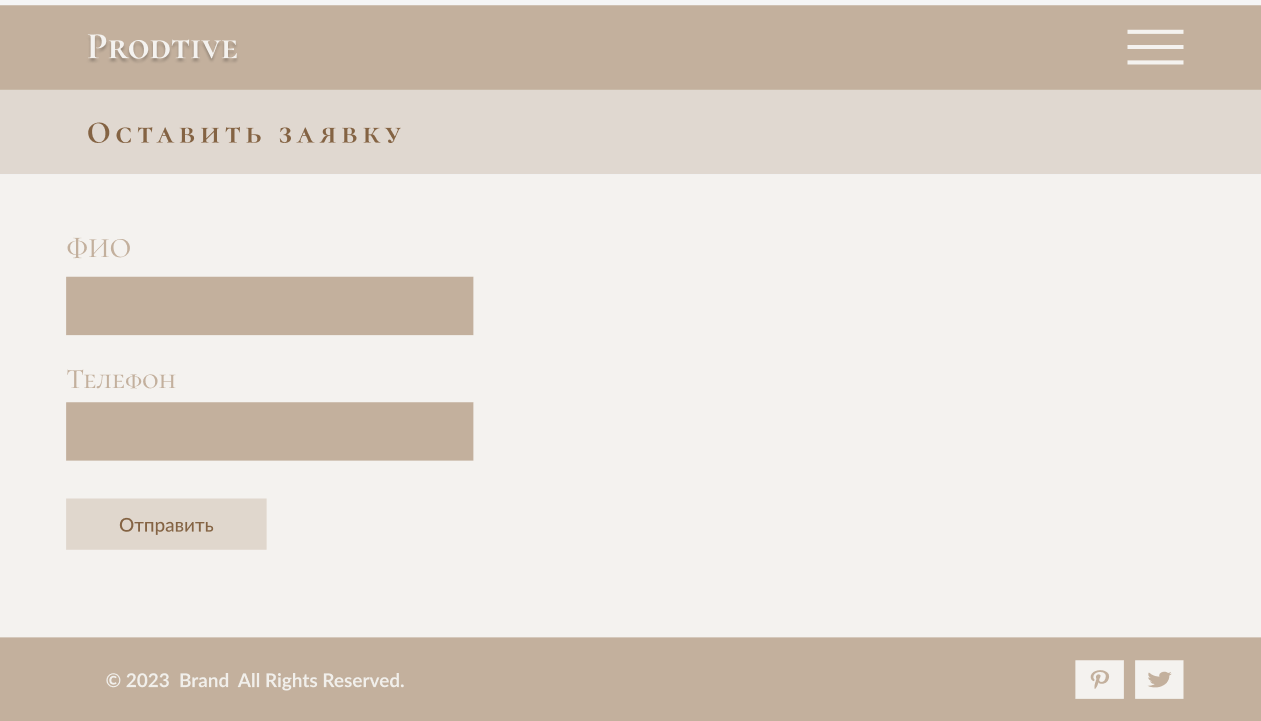 Prodtive
Оставить заявку
ФИО
Телефон
Отправить
© 2023 Brand All Rights Reserved.